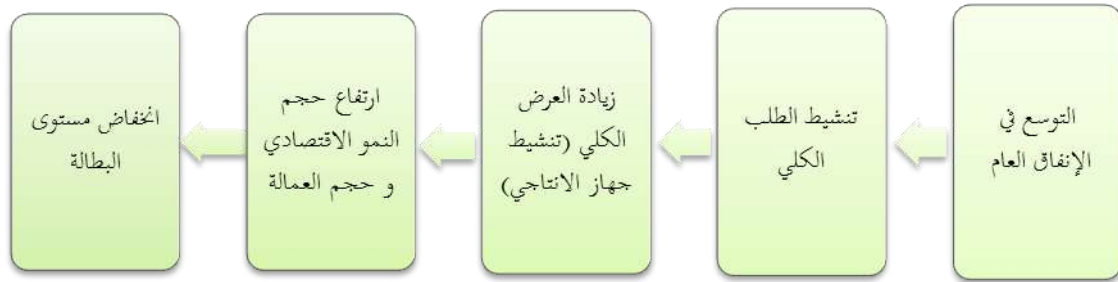 التوسع في
الإنفاق العام
تنشيط الطلب
الكلي
زيادة العرض
الكلي (تنشيط
جهاز الانتاجي)
ارتفاع حجم
النمو الاقتصادي
و حجم العمالة
انخفاض مستوى
البطالة